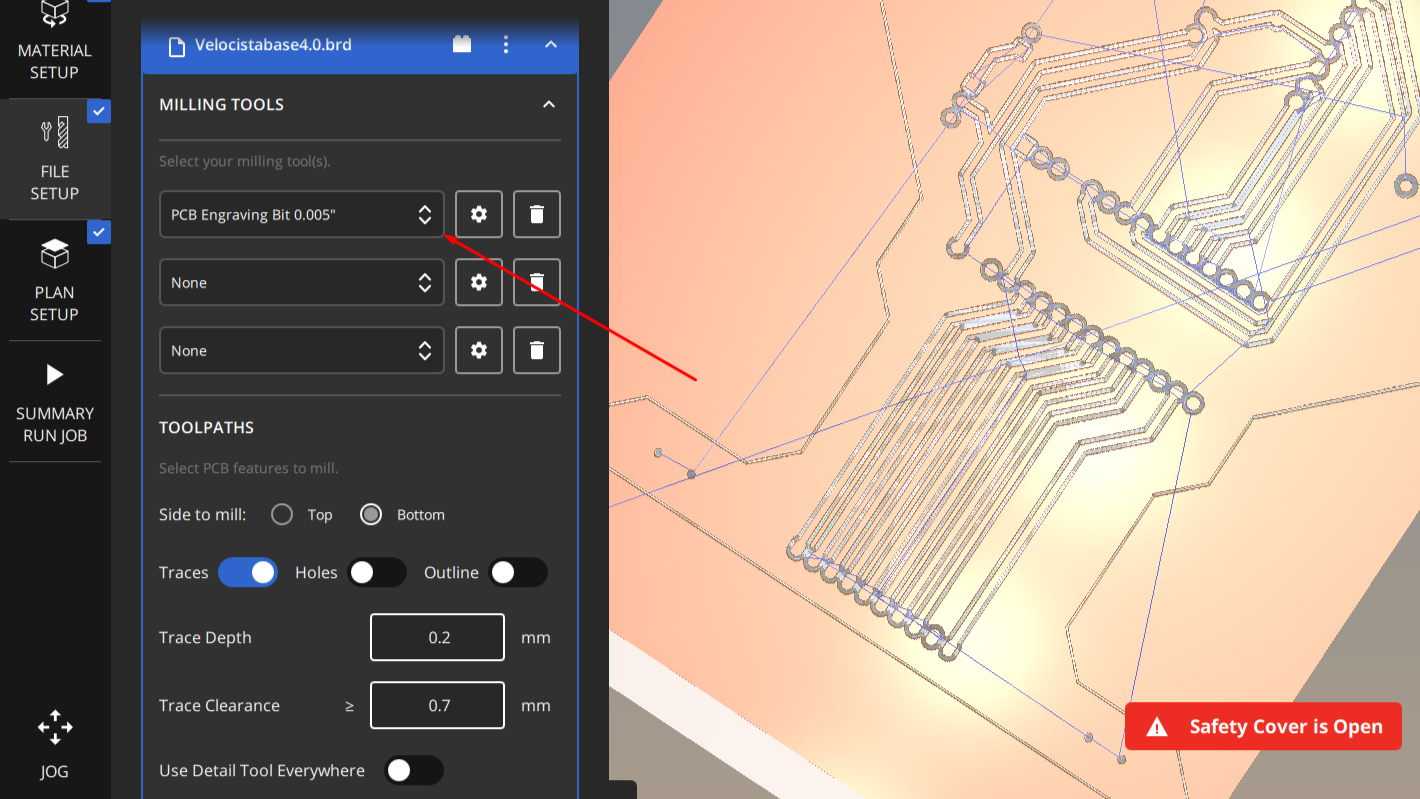 MATERIAL
SETUP
FILE
SETUP
PLAN
SETUP
SUMMARY
RUN JOB
JOG
Velocistabase4.0.brd
MILLING TOOLS
Select your milling tool(s).
PCB Engraving Bit 0.005"
None
None
TOOLPATHS
Select PCB features to mill.
Side to mill: Top Bottom
Traces Holes Outline
Trace Depth 0.2 mm
Trace Clearance ≥ 0.7 mm
Use Detail Tool Everywhere
Safety Cover is Open